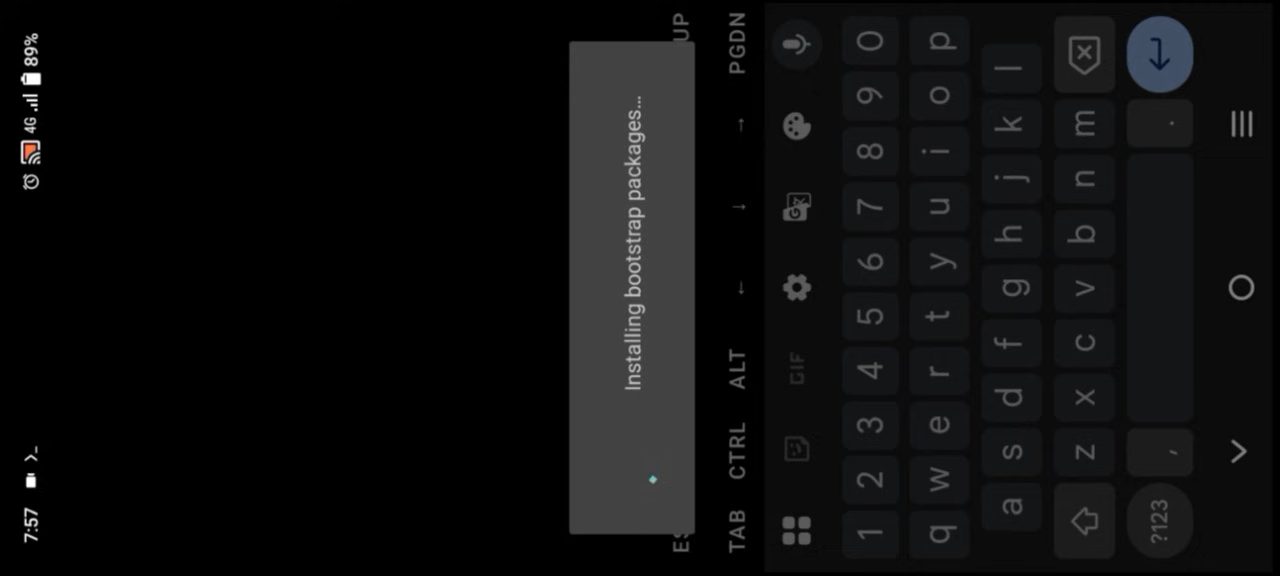 7:57 >_ 4G 89%
Installing bootstrap packages...
ES UP
TAB CTRL ALT ← ↓ → PGDN
GIF
1 2 3 4 5 6 7 8 9 0
q w e r t y u i o p
a s d f g h j k l
z x c v b n m
?123 , .